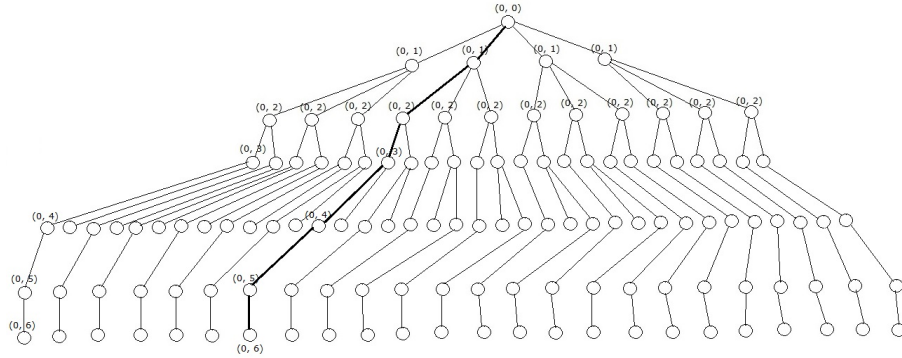 (0, 0)
(0, 1) (0, 1) (0, 1) (0, 1)
(0, 2) (0, 2) (0, 2) (0, 2) (0, 2) (0, 2) (0, 2) (0, 2) (0, 2) (0, 2) (0, 2) (0, 2)
(0, 3) (0, 3)
(0, 4) (0, 4)
(0, 5) (0, 5)
(0, 6) (0, 6)